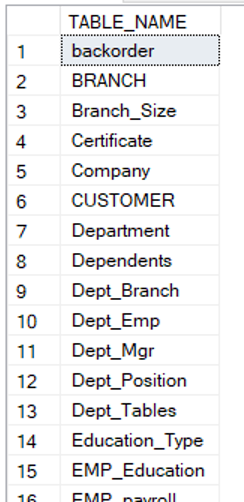 TABLE_NAME
1 backorder
2 BRANCH
3 Branch_Size
4 Certificate
5 Company
6 CUSTOMER
7 Department
8 Dependents
9 Dept_Branch
10 Dept_Emp
11 Dept_Mgr
12 Dept_Position
13 Dept_Tables
14 Education_Type
15 EMP_Education
16 EMP_payroll